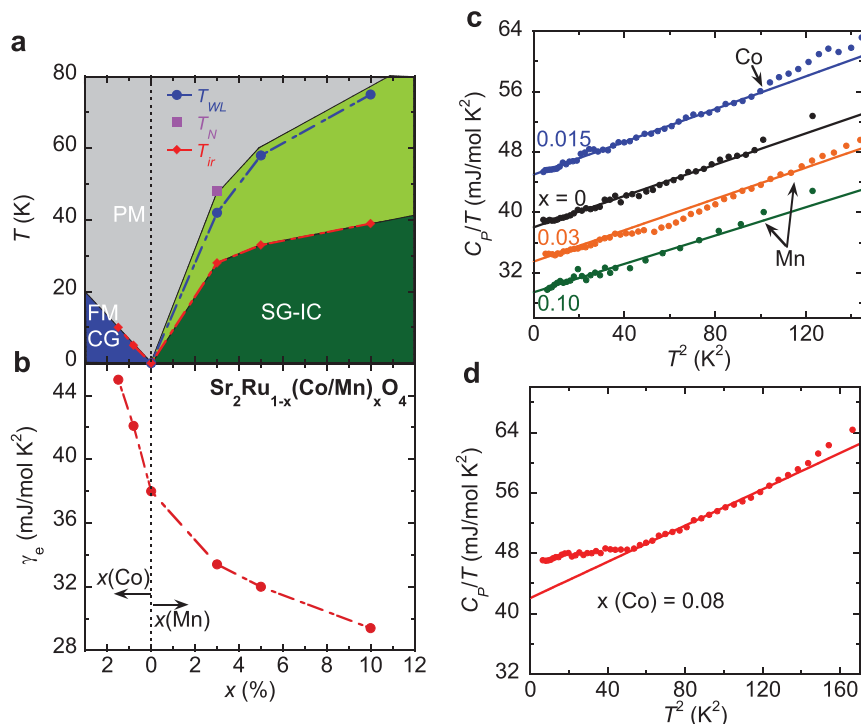 a
80
60
40
20
0
T (K)
T_WL
T_N
T_ir
PM
FM
CG
SG-IC
b
Sr2Ru1-x(Co/Mn)xO4
44
40
36
32
28
γe (mJ/mol K²)
x(Co)
x(Mn)
2 0 2 4 6 8 10 12
x (%)
c
64
56
48
40
32
C_P/T (mJ/mol K²)
Co
0.015
x = 0
0.03
0.10
Mn
0 40 80 120
T² (K²)
d
64
56
48
40
32
C_P/T (mJ/mol K²)
x (Co) = 0.08
0 40 80 120 160
T² (K²)